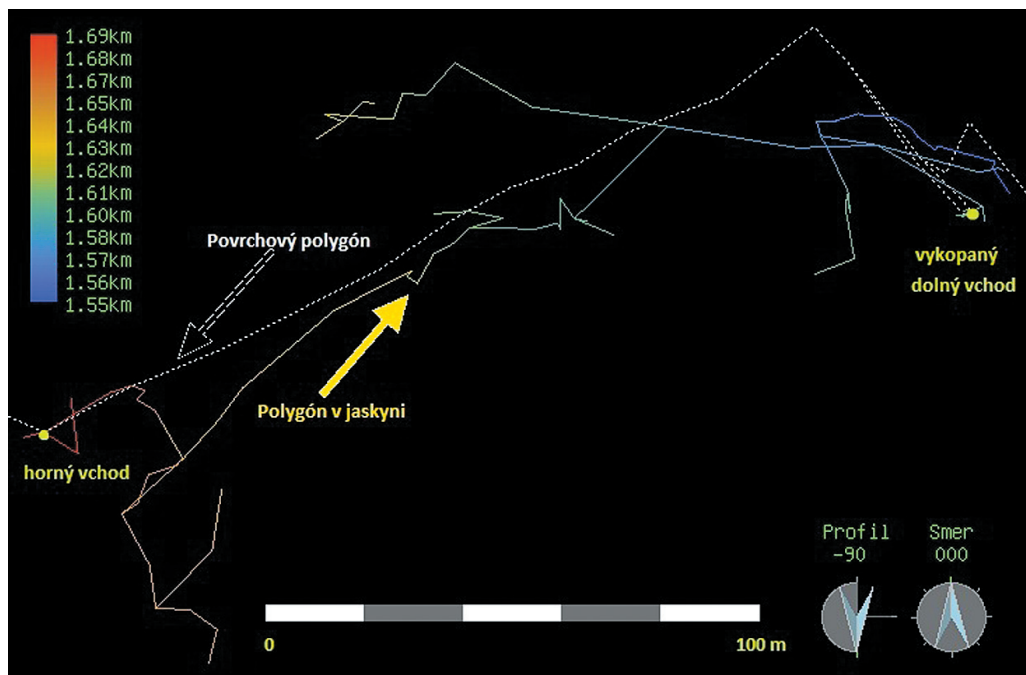 1.69km
1.68km
1.67km
1.65km
1.64km
1.63km
1.62km
1.61km
1.60km
1.58km
1.57km
1.56km
1.55km
Povrchový polygón
vykopaný
dolný vchod
Polygón v jaskyni
horný vchod
Profil Smer
-90 000
0 100 m